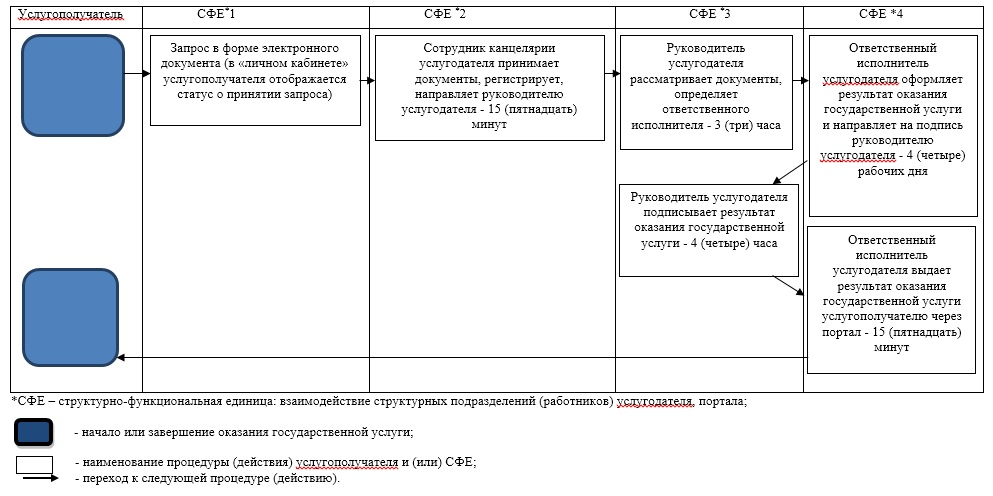 Услугополучатель
СФЕ*1
СФЕ *2
СФЕ *3
СФЕ *4
Запрос в форме электронного
документа (в «личном кабинете»
услугополучателя отображается
статус о принятии запроса)
Сотрудник канцелярии
услугодателя принимает
документы, регистрирует,
направляет руководителю
услугодателя - 15 (пятнадцать)
минут
Руководитель
услугодателя
рассматривает документы,
определяет
ответственного
исполнителя - 3 (три) часа
Ответственный
исполнитель
услугодателя оформляет
результат оказания
государственной услуги
и направляет на подпись
руководителю
услугодателя - 4 (четыре)
рабочих дня
Руководитель услугодателя
подписывает результат
оказания государственной
услуги - 4 (четыре) часа
Ответственный
исполнитель
услугодателя выдает
результат оказания
государственной услуги
услугополучателю через
портал - 15 (пятнадцать)
минут
*СФЕ – структурно-функциональная единица: взаимодействие структурных подразделений (работников) услугодателя, портала;
- начало или завершение оказания государственной услуги;
- наименование процедуры (действия) услугополучателя и (или) СФЕ;
- переход к следующей процедуре (действию).